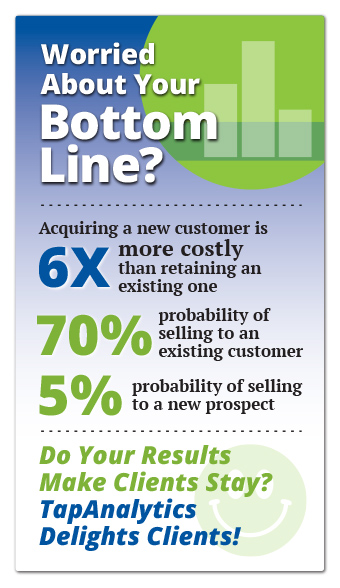 Worried
About Your
Bottom
Line?
Acquiring a new customer is
6X more costly
than retaining an
existing one
70% probability of
selling to an
existing customer
5% probability of selling
to a new prospect
Do Your Results
Make Clients Stay?
TapAnalytics
Delights Clients!